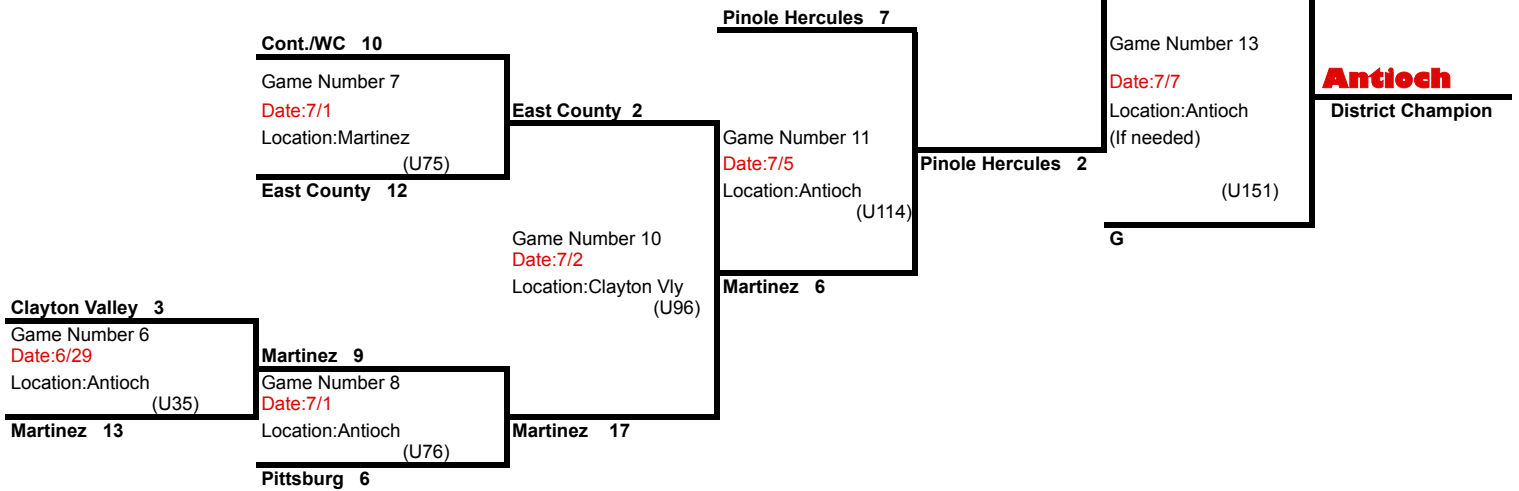 Pinole Hercules 7
Cont./WC 10
Game Number 13
Game Number 7
Antioch
Date:7/7
Date:7/1
East County 2
Location:Antioch
District Champion
Location:Martinez
Game Number 11
(If needed)
(U75)
Date:7/5
Pinole Hercules 2
East County 12
Location:Antioch
(U151)
(U114)
Game Number 10
G
Date:7/2
Location:Clayton Vly
Martinez 6
(U96)
Clayton Valley 3
Game Number 6
Date:6/29
Martinez 9
Location:Antioch
Game Number 8
(U35)
Date:7/1
Martinez 13
Location:Antioch
Martinez 17
(U76)
Pittsburg 6